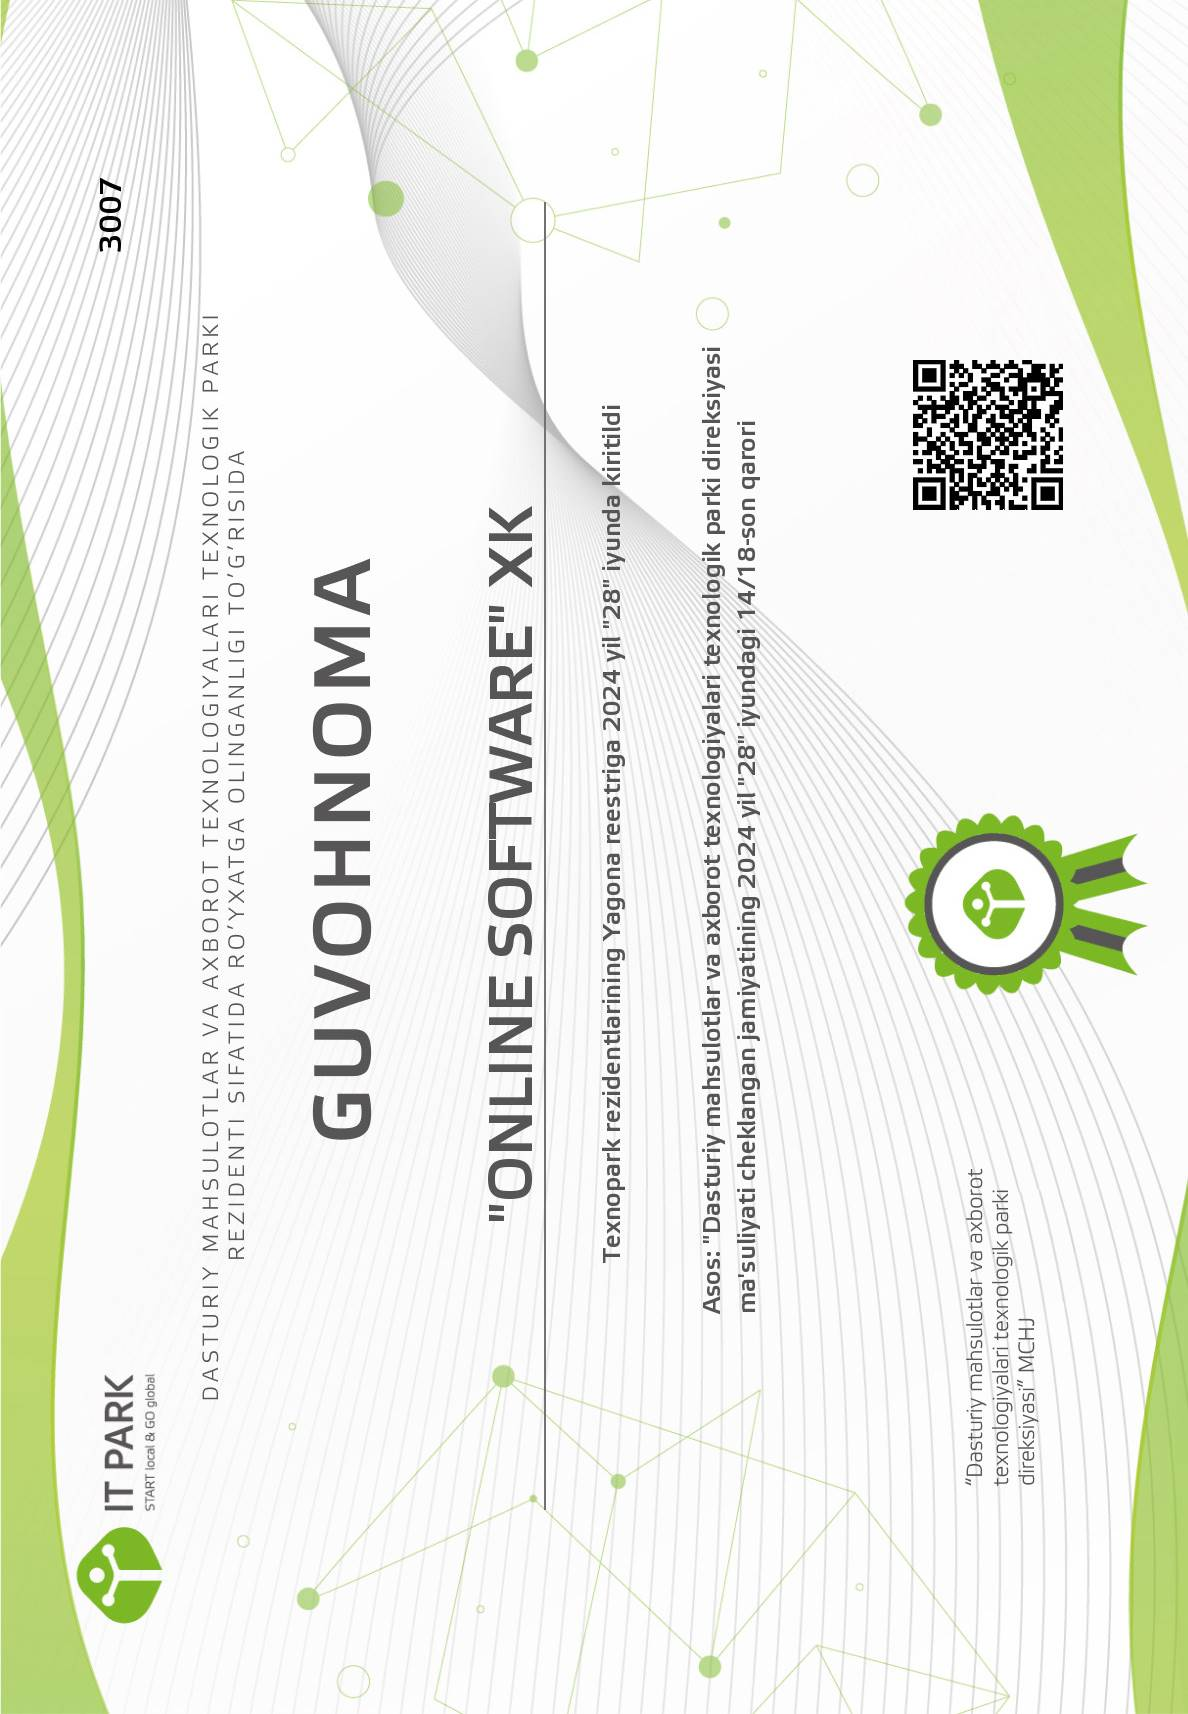 IT PARK
START local & GO global
3007
DASTURIY MAHSULOTLAR VA AXBOROT TEXNOLOGIYALARI TEXNOLOGIK PARKI
REZIDENTI SIFATIDA RO‘YXATGA OLINGANLIGI TO‘G‘RISIDA
GUVOHNOMA
"ONLINE SOFTWARE" XK
Texnopark rezidentlarining Yagona reestriga 2024 yil "28" iyunda kiritildi
Asos: "Dasturiy mahsulotlar va axborot texnologiyalari texnologik parki direksiyasi
ma'suliyati cheklangan jamiyatining 2024 yil "28" iyundagi 14/18-son qarori
“Dasturiy mahsulotlar va axborot
texnologiyalari texnologik parki
direksiyasi” MCHJ